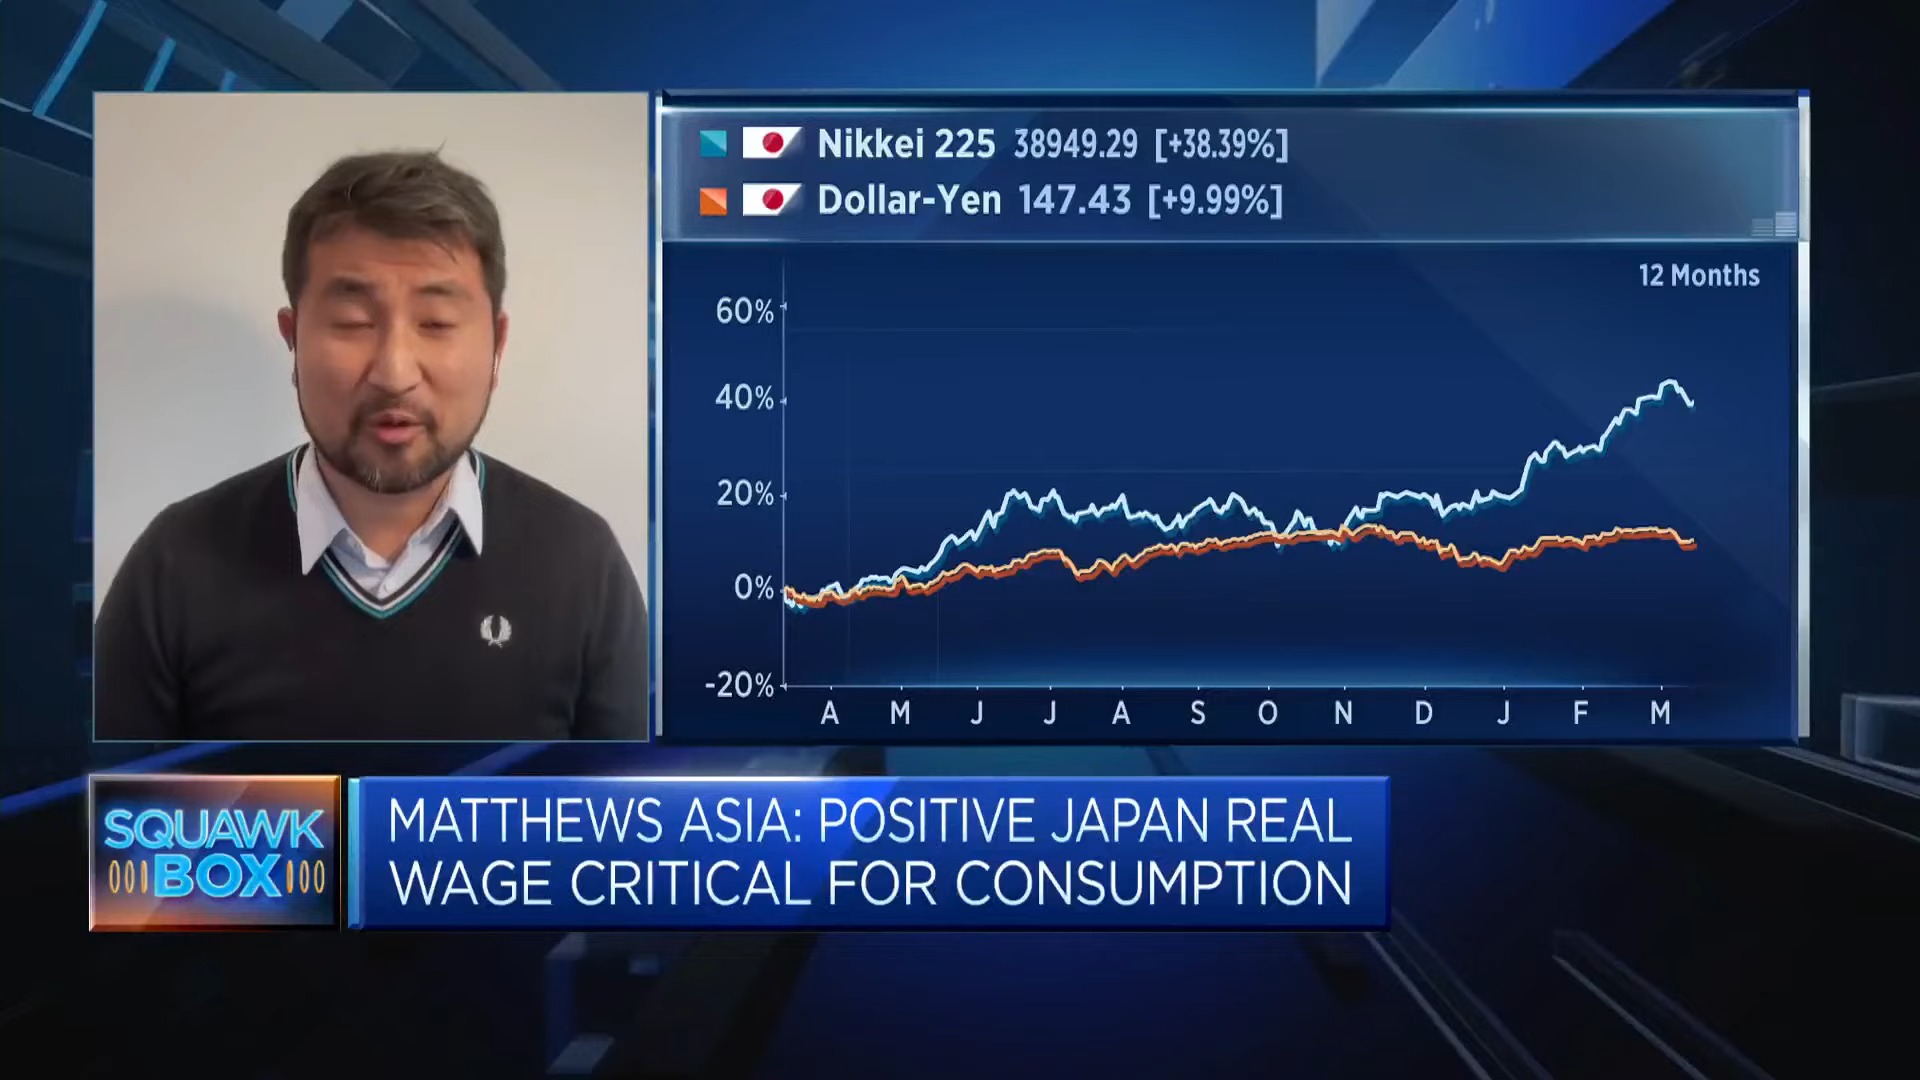 Nikkei 225 38949.29 [+38.39%]
Dollar-Yen 147.43 [+9.99%]
12 Months
60%
40%
20%
0%
-20%
A M J J A S O N D J F M
SQUAWK
BOX
MATTHEWS ASIA: POSITIVE JAPAN REAL
WAGE CRITICAL FOR CONSUMPTION